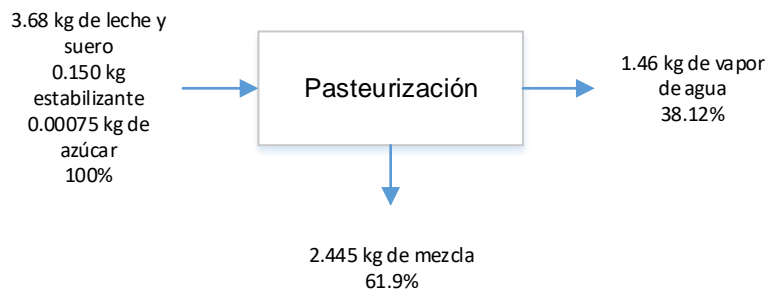 3.68 kg de leche y
suero
0.150 kg
estabilizante
0.00075 kg de
azúcar
100%
Pasteurización
1.46 kg de vapor
de agua
38.12%
2.445 kg de mezcla
61.9%